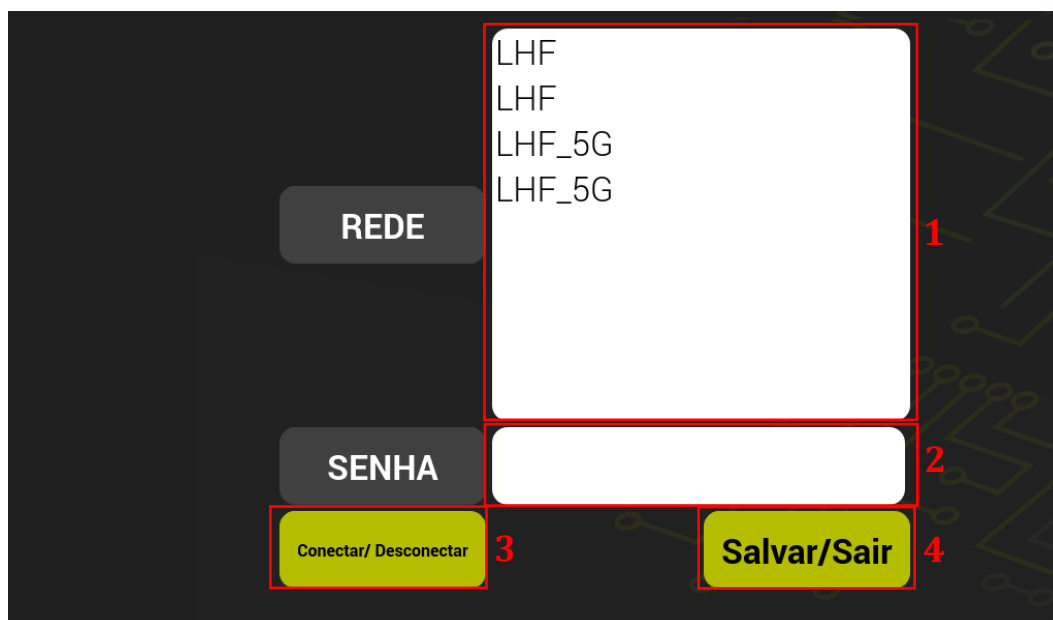 LHF
LHF
LHF_5G
LHF_5G
REDE
1
SENHA
2
Conectar/ Desconectar
3
Salvar/Sair
4